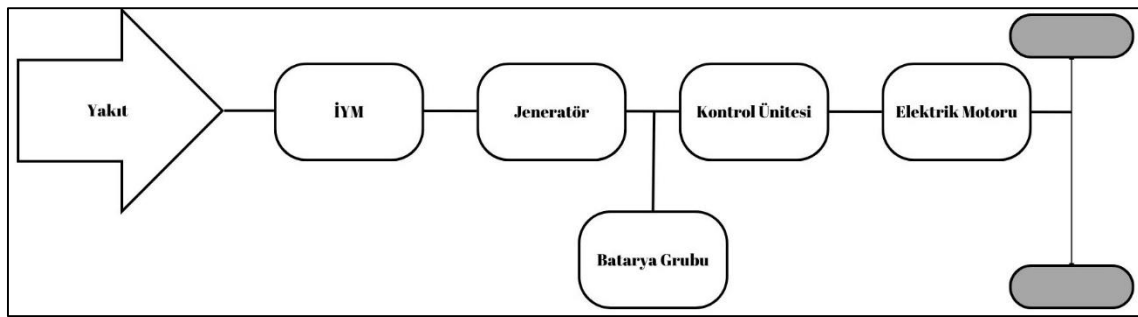 Yakıt
İYM
Jeneratör
Kontrol Ünitesi
Elektrik Motoru
Batarya Grubu